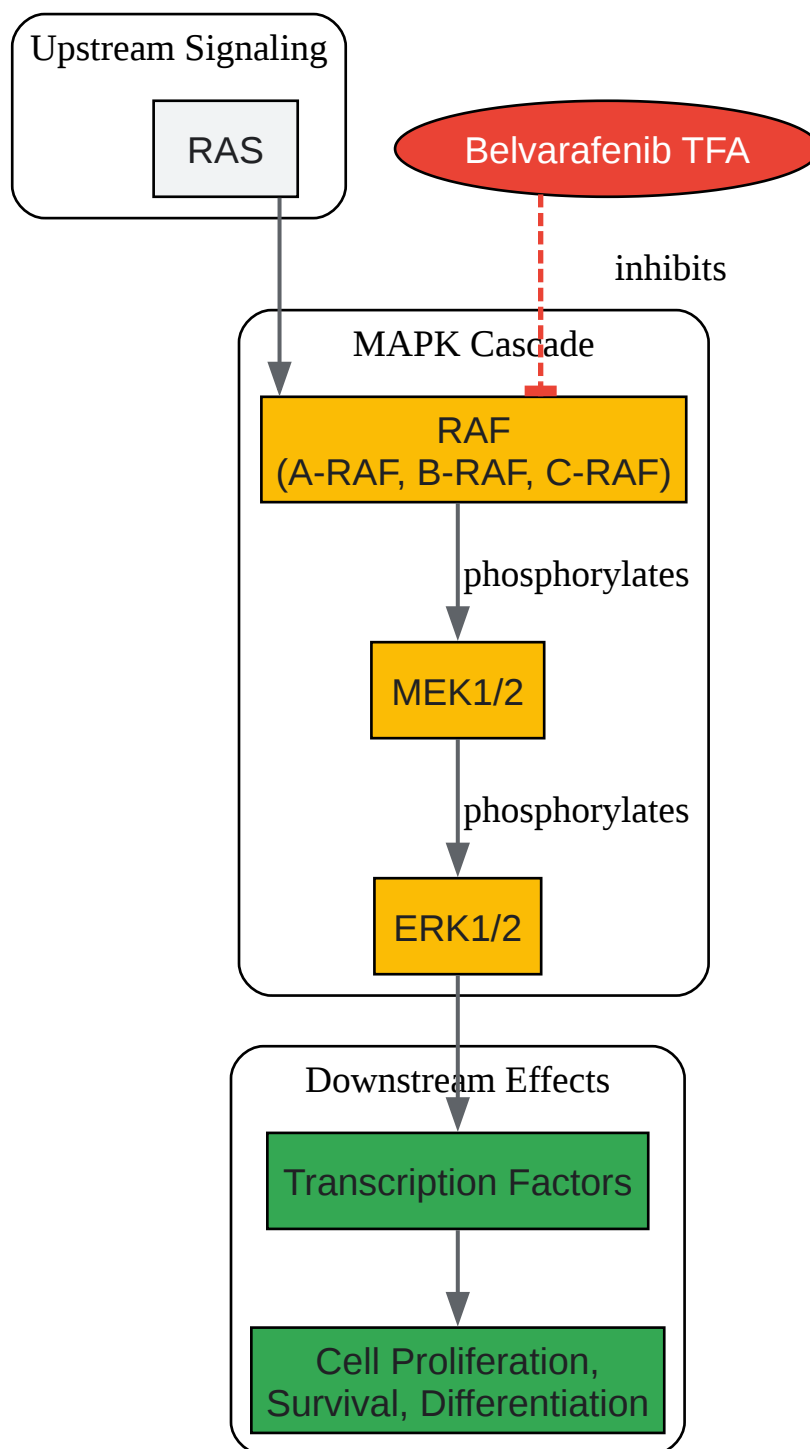 Upstream Signaling
RAS
Belvarafenib TFA
inhibits
MAPK Cascade
RAF
(A-RAF, B-RAF, C-RAF)
phosphorylates
MEK1/2
phosphorylates
ERK1/2
Downstream Effects
Transcription Factors
Cell Proliferation,
Survival, Differentiation